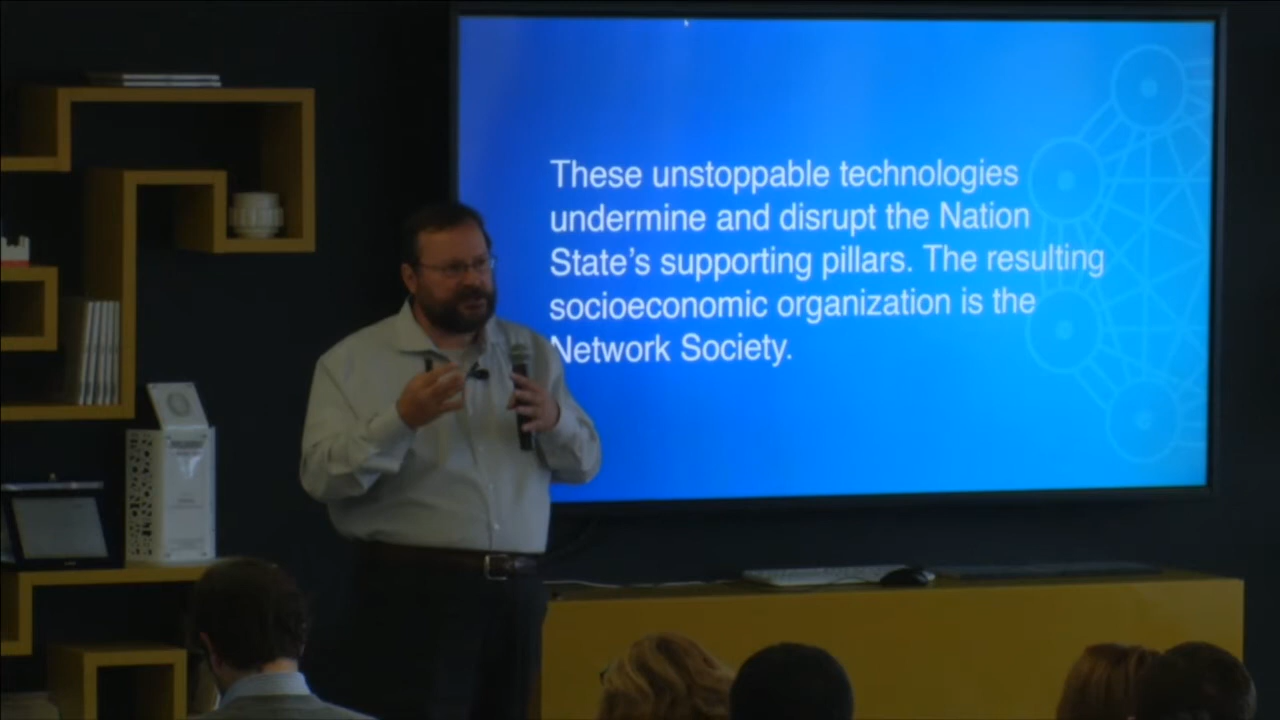 These unstoppable technologies
undermine and disrupt the Nation
State's supporting pillars. The resulting
socioeconomic organization is the
Network Society.